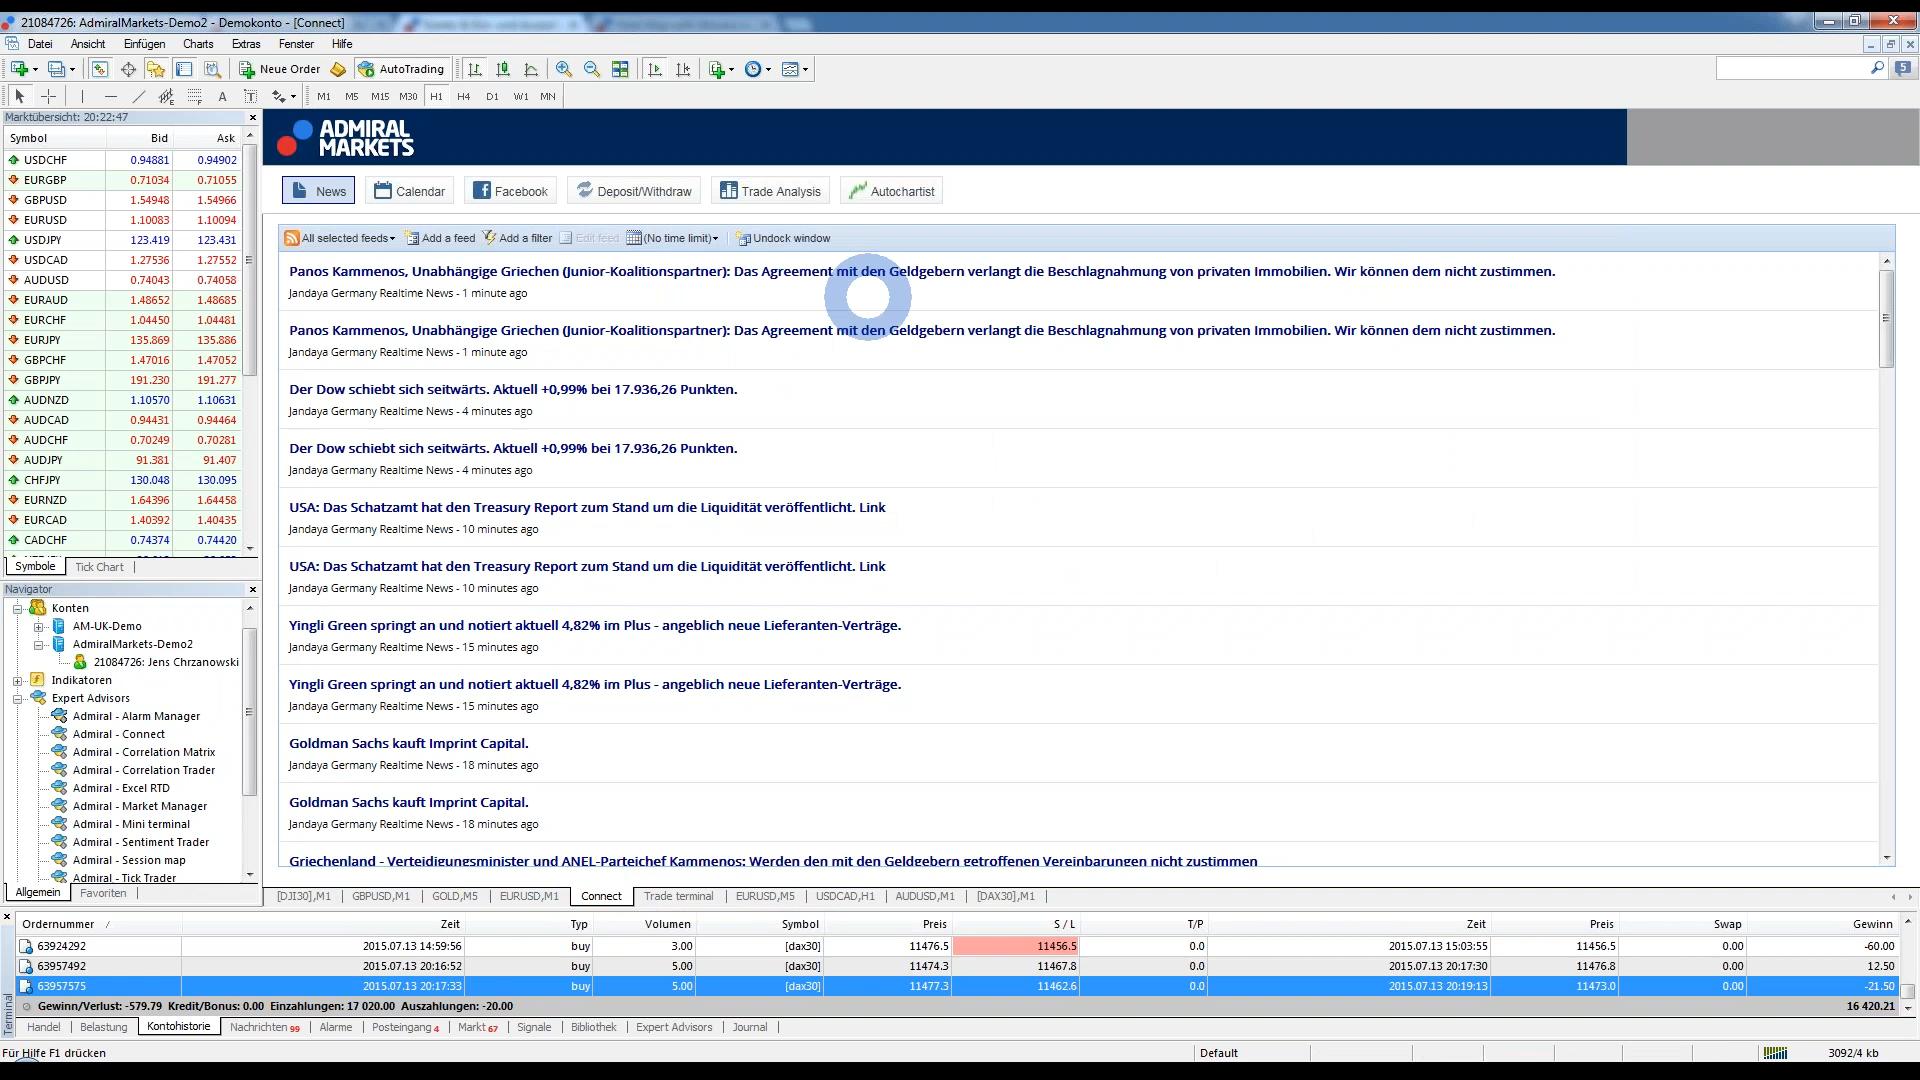 21084726: AdmiralMarkets-Demo2 - Demokonto - [Connect]
Datei Ansicht Einfügen Charts Extras Fenster Hilfe
Neue Order AutoTrading
5
A T M1 M5 M15 M30 H1 H4 D1 W1 MN
Marktübersicht: 20:22:47
Symbol Bid Ask
USDCHF 0.94881 0.94902
EURGBP 0.71034 0.71055
GBPUSD 1.54948 1.54966
EURUSD 1.10083 1.10094
USDJPY 123.419 123.431
USDCAD 1.27536 1.27552
AUDUSD 0.74043 0.74058
EURAUD 1.48652 1.48685
EURCHF 1.04450 1.04481
EURJPY 135.869 135.886
GBPCHF 1.47016 1.47052
GBPJPY 191.230 191.277
AUDNZD 1.10570 1.10631
AUDCAD 0.94431 0.94464
AUDCHF 0.70249 0.70281
AUDJPY 91.381 91.407
CHFJPY 130.048 130.095
EURNZD 1.64396 1.64458
EURCAD 1.40392 1.40435
CADCHF 0.74374 0.74420
Symbole Tick Chart
Navigator
Konten
AM-UK-Demo
AdmiralMarkets-Demo2
21084726: Jens Chrzanowski
Indikatoren
Expert Advisors
Admiral - Alarm Manager
Admiral - Connect
Admiral - Correlation Matrix
Admiral - Correlation Trader
Admiral - Excel RTD
Admiral - Market Manager
Admiral - Mini terminal
Admiral - Sentiment Trader
Admiral - Session map
Admiral - Tick Trader
Allgemein Favoriten
ADMIRAL
MARKETS
News Calendar Facebook Deposit/Withdraw Trade Analysis Autochartist
All selected feeds Add a feed Add a filter Edit feed (No time limit) Undock window
Panos Kammenos, Unabhängige Griechen (Junior-Koalitionspartner): Das Agreement mit den Geldgebern verlangt die Beschlagnahmung von privaten Immobilien. Wir können dem nicht zustimmen.
Jandaya Germany Realtime News - 1 minute ago
Panos Kammenos, Unabhängige Griechen (Junior-Koalitionspartner): Das Agreement mit den Geldgebern verlangt die Beschlagnahmung von privaten Immobilien. Wir können dem nicht zustimmen.
Jandaya Germany Realtime News - 1 minute ago
Der Dow schiebt sich seitwärts. Aktuell +0,99% bei 17.936,26 Punkten.
Jandaya Germany Realtime News - 4 minutes ago
Der Dow schiebt sich seitwärts. Aktuell +0,99% bei 17.936,26 Punkten.
Jandaya Germany Realtime News - 4 minutes ago
USA: Das Schatzamt hat den Treasury Report zum Stand um die Liquidität veröffentlicht. Link
Jandaya Germany Realtime News - 10 minutes ago
USA: Das Schatzamt hat den Treasury Report zum Stand um die Liquidität veröffentlicht. Link
Jandaya Germany Realtime News - 10 minutes ago
Yingli Green springt an und notiert aktuell 4,82% im Plus - angeblich neue Lieferanten-Verträge.
Jandaya Germany Realtime News - 15 minutes ago
Yingli Green springt an und notiert aktuell 4,82% im Plus - angeblich neue Lieferanten-Verträge.
Jandaya Germany Realtime News - 15 minutes ago
Goldman Sachs kauft Imprint Capital.
Jandaya Germany Realtime News - 18 minutes ago
Goldman Sachs kauft Imprint Capital.
Jandaya Germany Realtime News - 18 minutes ago
Griechenland - Verteidigungsminister und ANEL-Parteichef Kammenos: Werden den mit den Geldgebern getroffenen Vereinbarungen nicht zustimmen
[DJI30],M1 GBPUSD,M1 GOLD,M5 EURUSD,M1 Connect Trade terminal EURUSD,M5 USDCAD,H1 AUDUSD,M1 [DAX30],M1
Ordernummer / Zeit Typ Volumen Symbol Preis S / L T/P Zeit Preis Swap Gewinn
63924292 2015.07.13 14:59:56 buy 3.00 [dax30] 11476.5 11456.5 0.0 2015.07.13 15:03:55 11456.5 0.00 -60.00
63957492 2015.07.13 20:16:52 buy 5.00 [dax30] 11474.3 11467.8 0.0 2015.07.13 20:17:30 11476.8 0.00 12.50
63957575 2015.07.13 20:17:33 buy 5.00 [dax30] 11477.3 11462.6 0.0 2015.07.13 20:19:13 11473.0 0.00 -21.50
Gewinn/Verlust: -579.79 Kredit/Bonus: 0.00 Einzahlungen: 17 020.00 Auszahlungen: -20.00 16 420.21
Terminal
Handel Belastung Kontohistorie Nachrichten 99 Alarme Posteingang 4 Markt 67 Signale Bibliothek Expert Advisors Journal
Für Hilfe F1 drücken Default 3092/4 kb